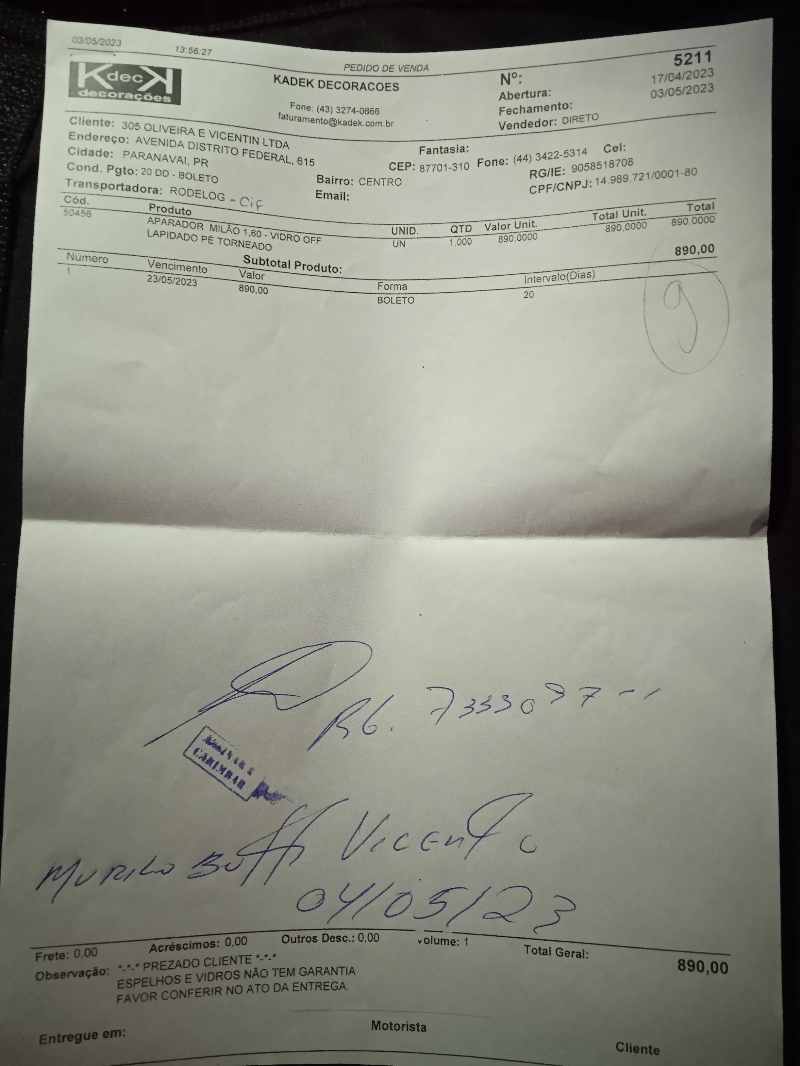 03/05/2023 13:56:27
PEDIDO DE VENDA
Kdeck decorações
KADEK DECORACOES
Fone: (43) 3274-0866
faturamento@kadek.com.br
Nº: 5211
Abertura: 17/04/2023
Fechamento: 03/05/2023
Vendedor: DIRETO
Cliente: 305 OLIVEIRA E VICENTIN LTDA Fantasia:
Endereço: AVENIDA DISTRITO FEDERAL, 615 CEP: 87701-310 Fone: (44) 3422-5314 Cel:
Cidade: PARANAVAI, PR Bairro: CENTRO RG/IE: 9058518708
Cond. Pgto: 20 DD - BOLETO Email: CPF/CNPJ: 14.989.721/0001-80
Transportadora: RODELOG - Cif
Cód. Produto UNID. QTD Valor Unit. Total Unit. Total
50456 APARADOR MILÃO 1,60 - VIDRO OFF UN 1,000 890,0000 890,0000 890,0000
LAPIDADO PE TORNEADO
Subtotal Produto: 890,00
Número Vencimento Valor Forma Intervalo(Dias)
1 23/05/2023 890,00 BOLETO 20
9
RG. 7333097
ASSINAR E
CARIMBAR
MURILO
04/05/23
Frete: 0,00 Acréscimos: 0,00 Outros Desc.: 0,00 volume: 1 Total Geral: 890,00
Observação: *-*-* PREZADO CLIENTE *-*-*
ESPELHOS E VIDROS NÃO TEM GARANTIA
FAVOR CONFERIR NO ATO DA ENTREGA.
Entregue em: Motorista Cliente